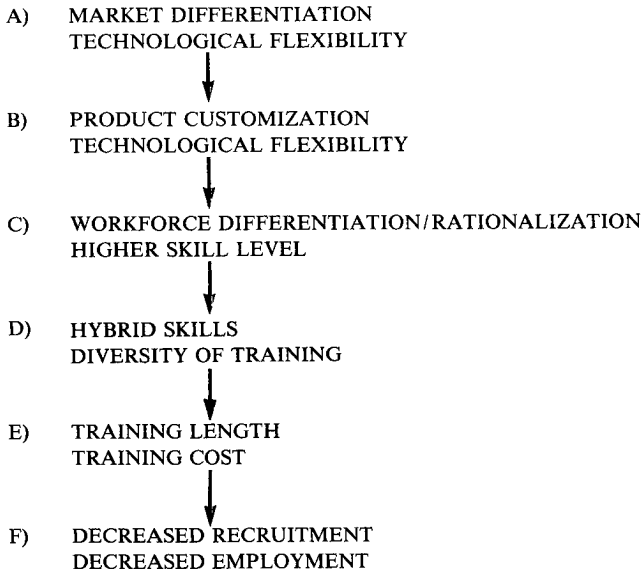 A) MARKET DIFFERENTIATION
TECHNOLOGICAL FLEXIBILITY
B) PRODUCT CUSTOMIZATION
TECHNOLOGICAL FLEXIBILITY
C) WORKFORCE DIFFERENTIATION/RATIONALIZATION
HIGHER SKILL LEVEL
D) HYBRID SKILLS
DIVERSITY OF TRAINING
E) TRAINING LENGTH
TRAINING COST
F) DECREASED RECRUITMENT
DECREASED EMPLOYMENT